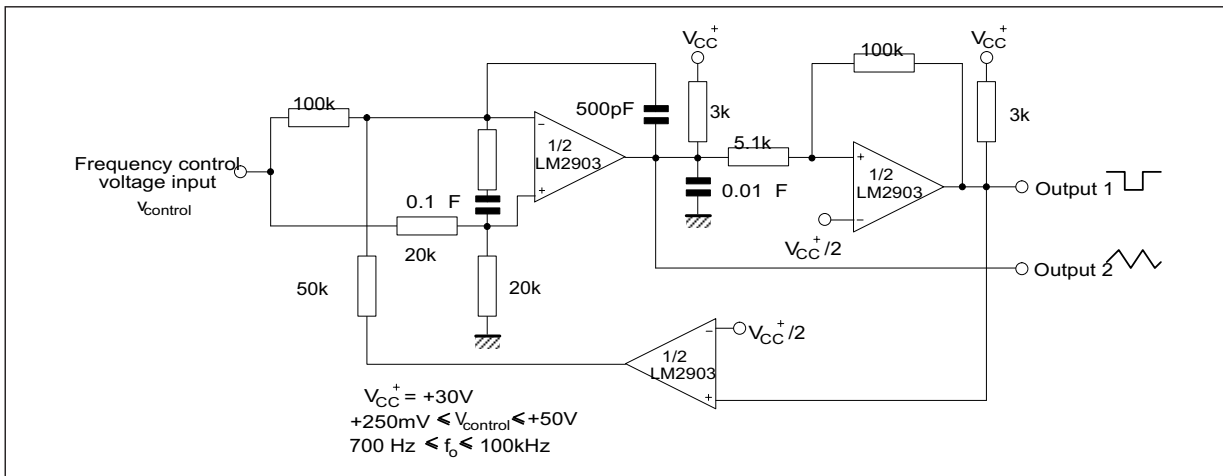 V_CC^+
V_CC^+
100k
100k
500pF
3k
3k
1/2
LM2903
5.1k
Frequency control
voltage input
v_control
1/2
LM2903
0.1 F
0.01 F
Output 1
20k
V_CC^+/2
Output 2
50k
20k
V_CC^+/2
1/2
LM2903
V_CC^+ = +30V
+250mV ≤ V_control ≤ +50V
700 Hz ≤ f_o ≤ 100kHz